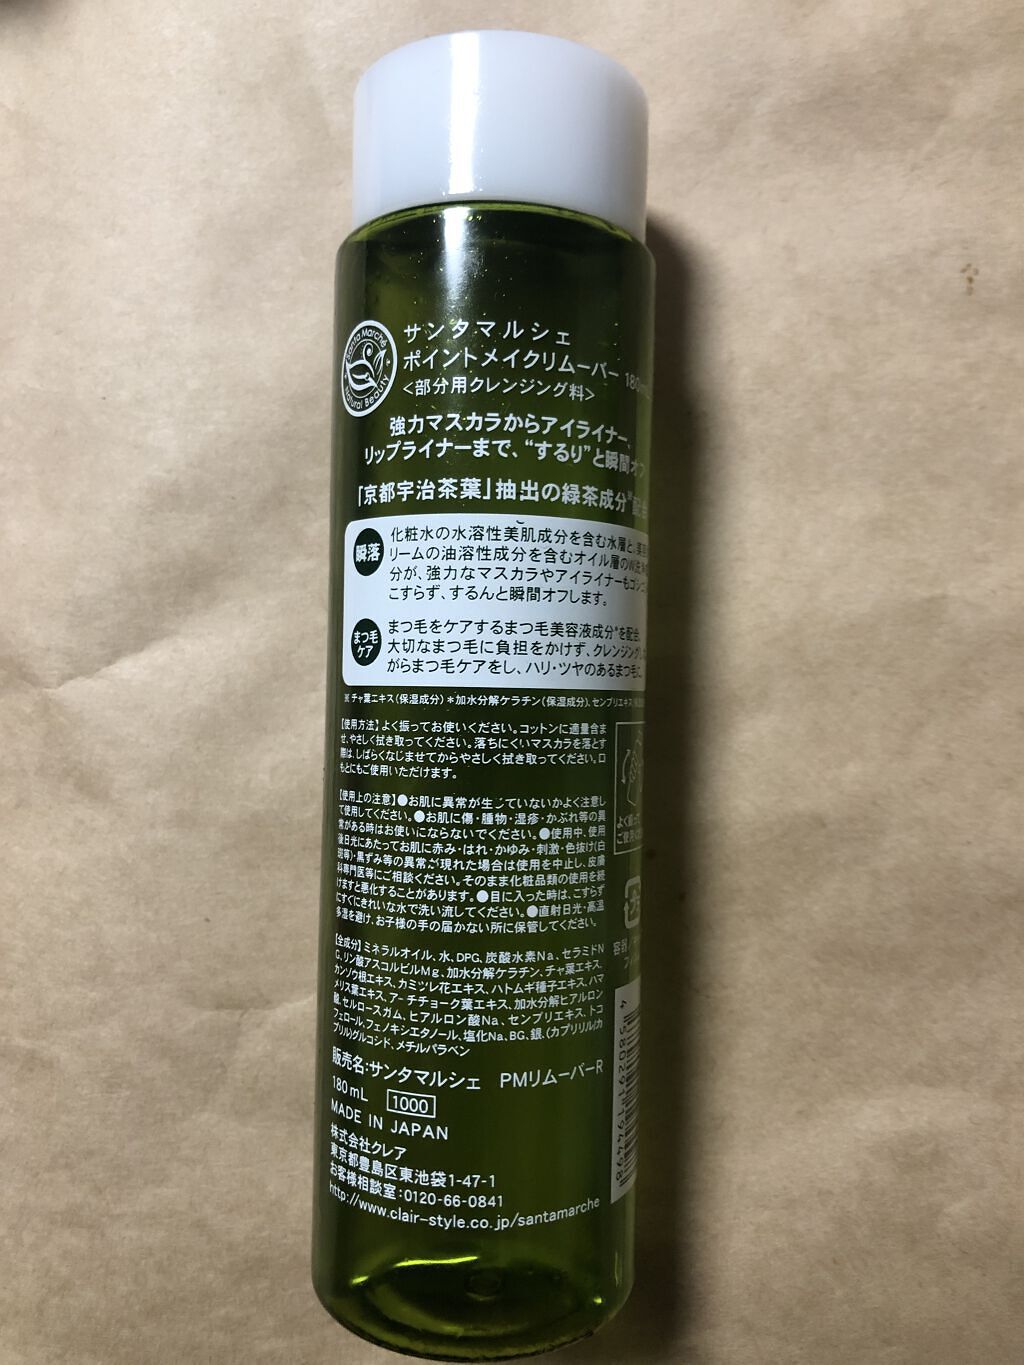 Santa Marché
Natural Beauty
サンタマルシェ
ポイントメイクリムーバー 180
<部分用クレンジング料>
強力マスカラからアイライナー、
リップライナーまで、“するり”と瞬間オフ
「京都宇治茶葉」抽出の緑茶成分※配合
瞬落
化粧水の水溶性美肌成分を含む水層と、
リームの油溶性成分を含むオイル層のW
分が、強力なマスカラやアイライナーもゴシゴシ
こすらず、するんと瞬間オフします。
まつ毛
ケア
まつ毛をケアするまつ毛美容液成分*を配合。
大切なまつ毛に負担をかけず、クレンジングし
がらまつ毛ケアをし、ハリ・ツヤのあるまつ毛に。
※チャ葉エキス(保湿成分) *加水分解ケラチン(保湿成分)、センブリエキス
【使用方法】よく振ってお使いください。コットンに適量含ま
せ、やさしく拭き取ってください。落ちにくいマスカラを落とす
際は、しばらくなじませてからやさしく拭き取ってください。口
もとにもご使用いただけます。
【使用上の注意】●お肌に異常が生じていないかよく注意し
て使用してください。●お肌に傷・腫物・湿疹・かぶれ等の異
常がある時はお使いにならないでください。●使用中、使用
後日光にあたってお肌に赤み・はれ・かゆみ・刺激・色抜け(白
斑等)・黒ずみ等の異常が現れた場合は使用を中止し、皮膚
科専門医等にご相談ください。そのまま化粧品類の使用を続
けますと悪化することがあります。●目に入った時は、こすらず
にすぐにきれいな水で洗い流してください。●直射日光・高温
多湿を避け、お子様の手の届かない所に保管してください。
よく振って
ご使用
【全成分】ミネラルオイル、水、DPG、炭酸水素Na、セラミドN
G、リン酸アスコルビルMg、加水分解ケラチン、チャ葉エキス、
カンゾウ根エキス、カミツレ花エキス、ハトムギ種子エキス、ハマ
メリス葉エキス、アーチチョーク葉エキス、加水分解ヒアルロン
酸、セルロースガム、ヒアルロン酸Na、センブリエキス、トコ
フェロール、フェノキシエタノール、塩化Na、BG、銀、(カプリリル/カ
プリル)グルコシド、メチルパラベン
容器
販売名:サンタマルシェ PMリムーバーR
180mL 1000
MADE IN JAPAN
株式会社クレア
東京都豊島区東池袋1-47-1
お客様相談室:0120-66-0841
http://www.clair-style.co.jp/santamarche
4 580291 194498